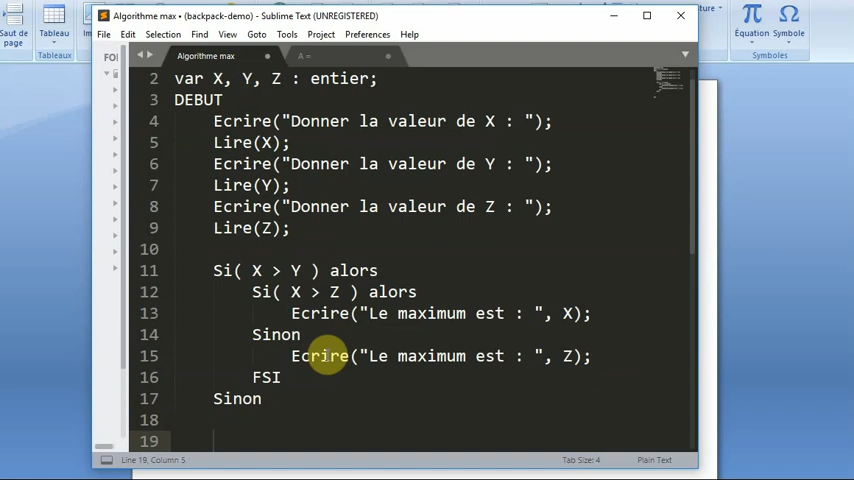 Algorithme max • (backpack-demo) - Sublime Text (UNREGISTERED)
File Edit Selection Find View Goto Tools Project Preferences Help
Saut de page
Tableau
Tableaux
Équation Symbole
Symboles
Algorithme max
A =
2 var X, Y, Z : entier;
3 DEBUT
4 Ecrire("Donner la valeur de X : ");
5 Lire(X);
6 Ecrire("Donner la valeur de Y : ");
7 Lire(Y);
8 Ecrire("Donner la valeur de Z : ");
9 Lire(Z);
10
11 Si( X > Y ) alors
12 Si( X > Z ) alors
13 Ecrire("Le maximum est : ", X);
14 Sinon
15 Ecrire("Le maximum est : ", Z);
16 FSI
17 Sinon
18
19
Line 19, Column 5
Tab Size: 4
Plain Text